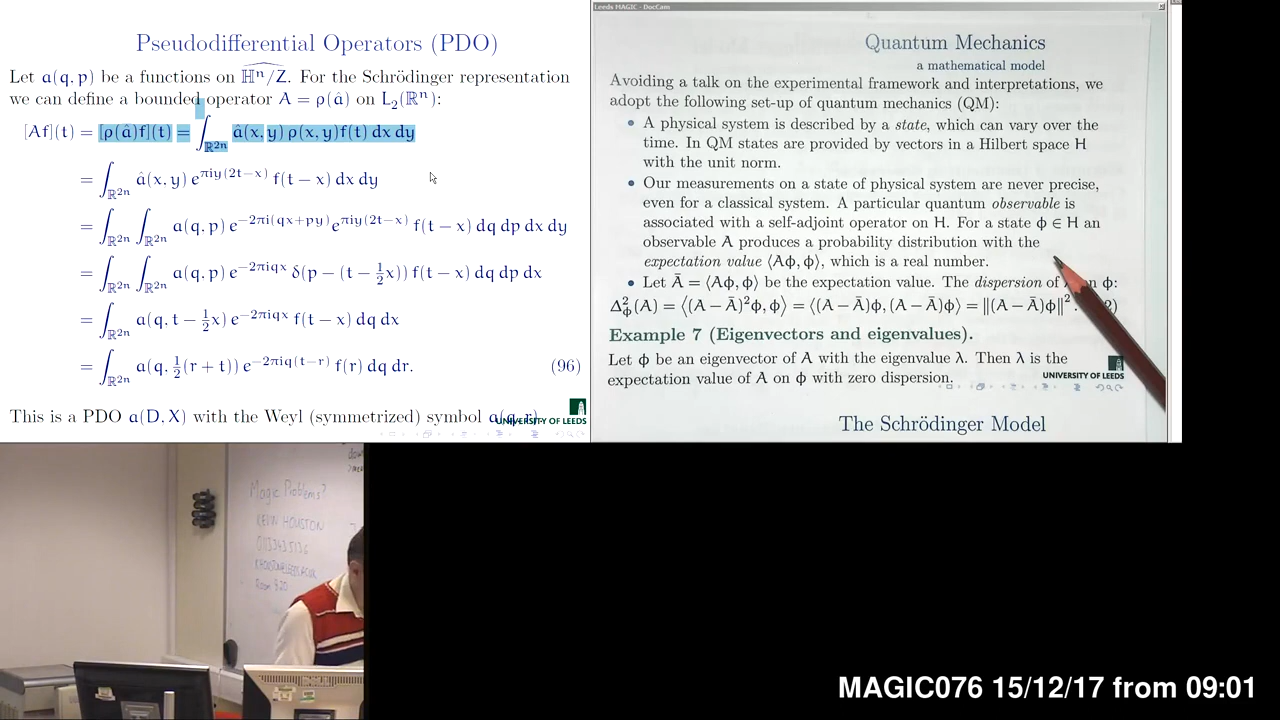 Pseudodifferential Operators (PDO)
Let a(q, p) be a functions on \widehat{ℍⁿ/Z}. For the Schrödinger representation
we can define a bounded operator A = ρ(â) on L₂(ℝⁿ):
[Af](t) = [ρ(â)f](t) = ∫_{ℝ²ⁿ} â(x, y) ρ(x, y)f(t) dx dy
= ∫_{ℝ²ⁿ} â(x, y) e^{πiy(2t−x)} f(t − x) dx dy
= ∫_{ℝ²ⁿ} ∫_{ℝ²ⁿ} a(q, p) e^{−2πi(qx+py)} e^{πiy(2t−x)} f(t − x) dq dp dx dy
= ∫_{ℝ²ⁿ} ∫_{ℝ²ⁿ} a(q, p) e^{−2πiqx} δ(p − (t − ½x)) f(t − x) dq dp dx
= ∫_{ℝ²ⁿ} a(q, t − ½x) e^{−2πiqx} f(t − x) dq dx
= ∫_{ℝ²ⁿ} a(q, ½(r + t)) e^{−2πiq(t−r)} f(r) dq dr. (96)
This is a PDO a(D, X) with the Weyl (symmetrized) symbol
UNIVERSITY OF LEEDS
Leeds MAGIC - DocCam
Quantum Mechanics
a mathematical model
Avoiding a talk on the experimental framework and interpretations, we
adopt the following set-up of quantum mechanics (QM):
• A physical system is described by a state, which can vary over the
time. In QM states are provided by vectors in a Hilbert space H
with the unit norm.
• Our measurements on a state of physical system are never precise,
even for a classical system. A particular quantum observable is
associated with a self-adjoint operator on H. For a state ϕ ∈ H an
observable A produces a probability distribution with the
expectation value ⟨Aϕ, ϕ⟩, which is a real number.
• Let Ā = ⟨Aϕ, ϕ⟩ be the expectation value. The dispersion of ϕ:
Δ²_ϕ(A) = ⟨(A − Ā)²ϕ, ϕ⟩ = ⟨(A − Ā)ϕ, (A − Ā)ϕ⟩ = ‖(A − Ā)ϕ‖².
Example 7 (Eigenvectors and eigenvalues).
Let ϕ be an eigenvector of A with the eigenvalue λ. Then λ is the
expectation value of A on ϕ with zero dispersion.
UNIVERSITY OF LEEDS
The Schrödinger Model
Magic Problems?
KEVIN HOUSTON
MAGIC076 15/12/17 from 09:01